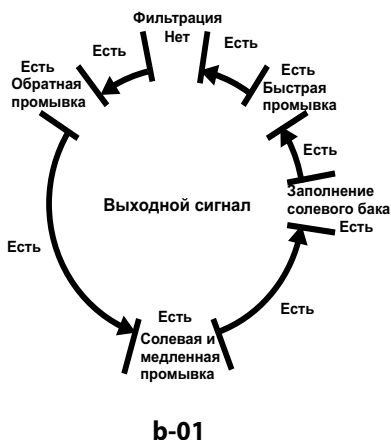 Фильтрация
Нет
Есть
Есть
Есть
Обратная
промывка
Есть
Быстрая
промывка
Есть
Заполнение
солевого бака
Есть
Выходной сигнал
Есть
Есть
Есть
Солевая и
медленная
промывка
b-01